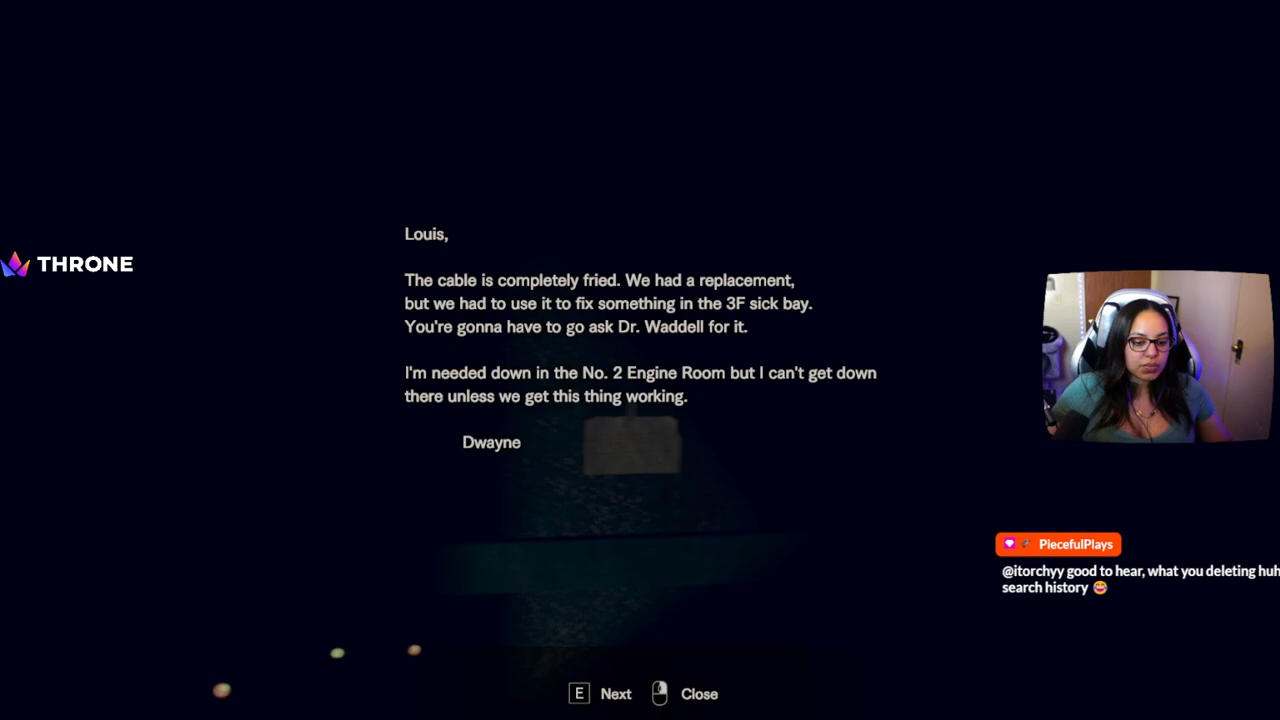 Louis,
The cable is completely fried. We had a replacement,
but we had to use it to fix something in the 3F sick bay.
You're gonna have to go ask Dr. Waddell for it.
I'm needed down in the No. 2 Engine Room but I can't get down
there unless we get this thing working.
Dwayne
THRONE
PiecefulPlays
@itorchyy good to hear, what you deleting huh
search history 😂
E Next Close